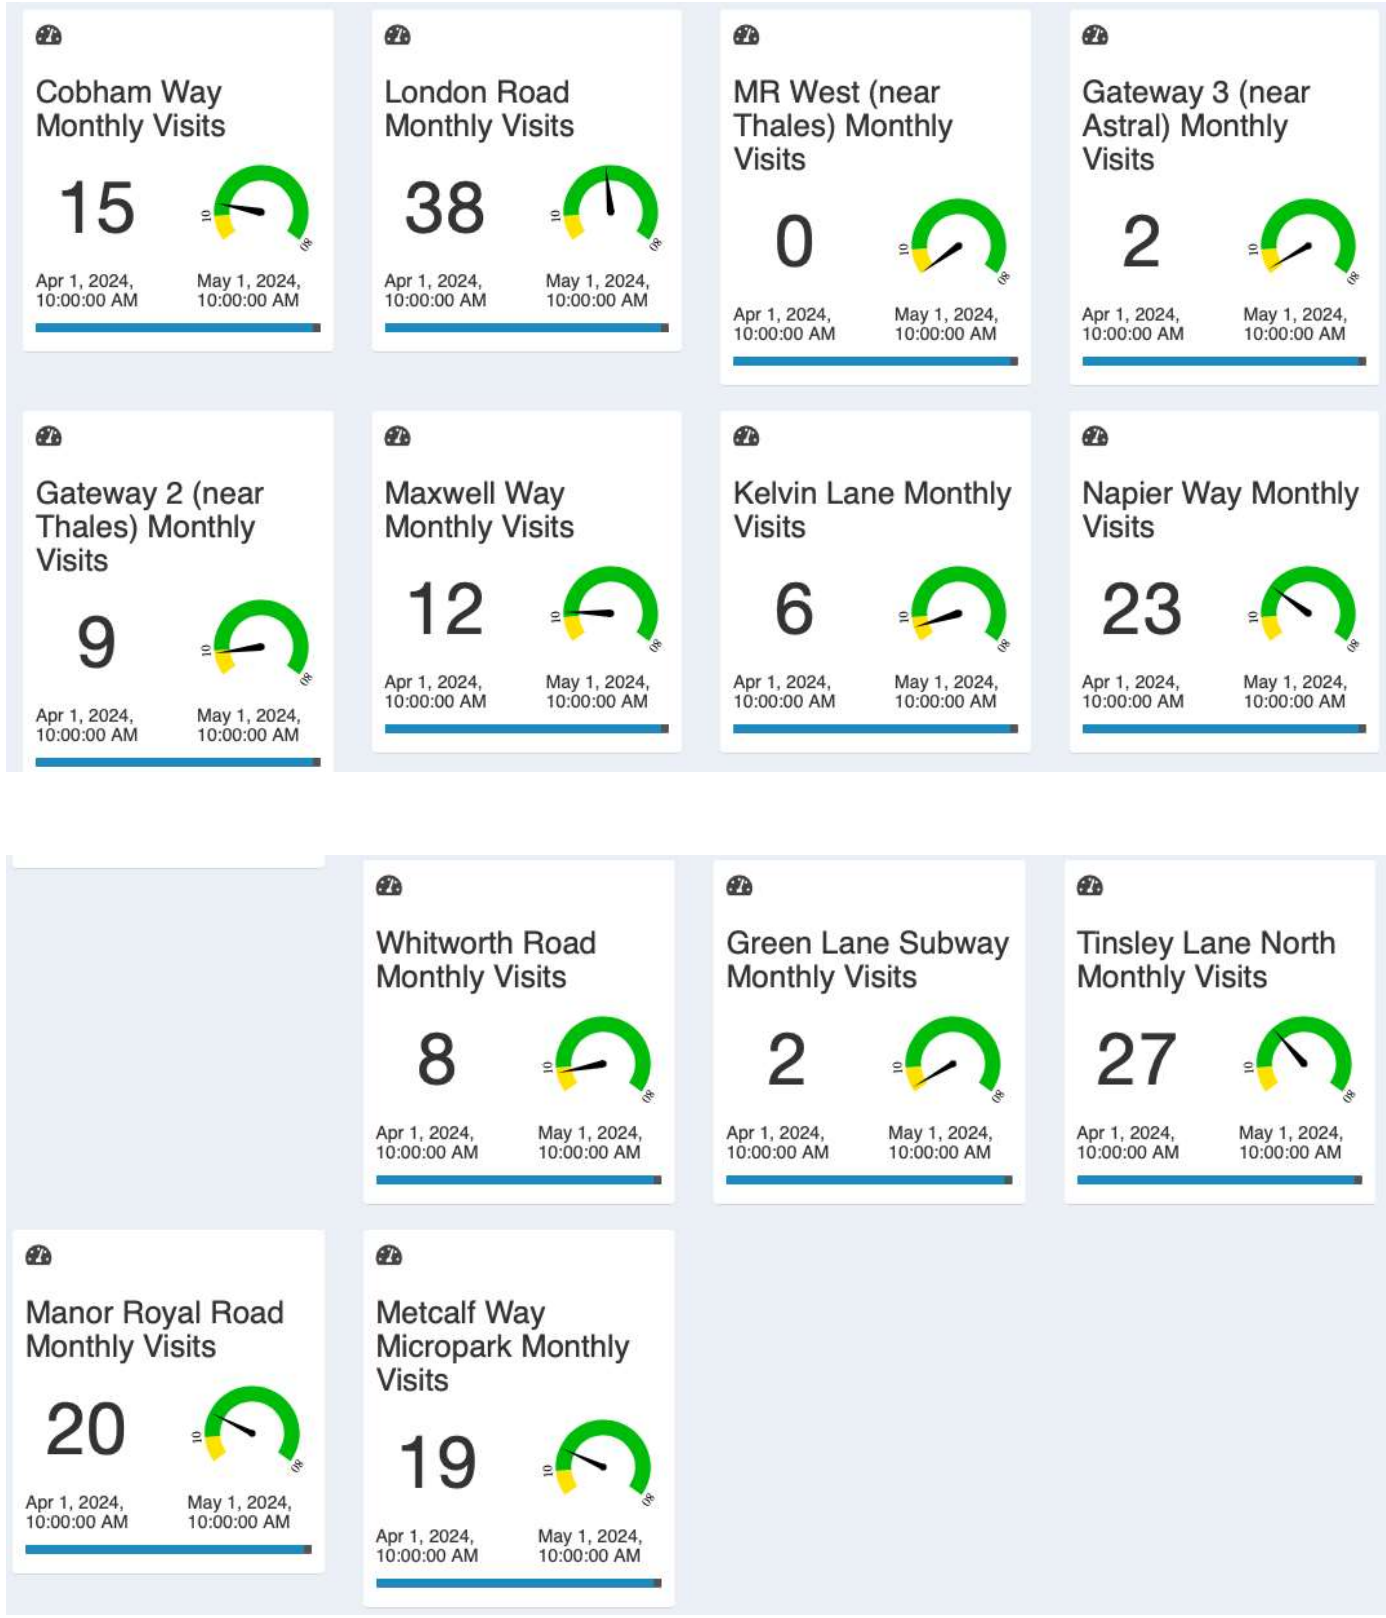 Cobham Way
Monthly Visits
15
10
80
Apr 1, 2024,
10:00:00 AM
May 1, 2024,
10:00:00 AM
London Road
Monthly Visits
38
10
80
Apr 1, 2024,
10:00:00 AM
May 1, 2024,
10:00:00 AM
MR West (near
Thales) Monthly
Visits
0
10
80
Apr 1, 2024,
10:00:00 AM
May 1, 2024,
10:00:00 AM
Gateway 3 (near
Astral) Monthly
Visits
2
10
80
Apr 1, 2024,
10:00:00 AM
May 1, 2024,
10:00:00 AM
Gateway 2 (near
Thales) Monthly
Visits
9
10
80
Apr 1, 2024,
10:00:00 AM
May 1, 2024,
10:00:00 AM
Maxwell Way
Monthly Visits
12
10
80
Apr 1, 2024,
10:00:00 AM
May 1, 2024,
10:00:00 AM
Kelvin Lane Monthly
Visits
6
10
80
Apr 1, 2024,
10:00:00 AM
May 1, 2024,
10:00:00 AM
Napier Way Monthly
Visits
23
10
80
Apr 1, 2024,
10:00:00 AM
May 1, 2024,
10:00:00 AM
Whitworth Road
Monthly Visits
8
10
80
Apr 1, 2024,
10:00:00 AM
May 1, 2024,
10:00:00 AM
Green Lane Subway
Monthly Visits
2
10
80
Apr 1, 2024,
10:00:00 AM
May 1, 2024,
10:00:00 AM
Tinsley Lane North
Monthly Visits
27
10
80
Apr 1, 2024,
10:00:00 AM
May 1, 2024,
10:00:00 AM
Manor Royal Road
Monthly Visits
20
10
80
Apr 1, 2024,
10:00:00 AM
May 1, 2024,
10:00:00 AM
Metcalf Way
Micropark Monthly
Visits
19
10
80
Apr 1, 2024,
10:00:00 AM
May 1, 2024,
10:00:00 AM